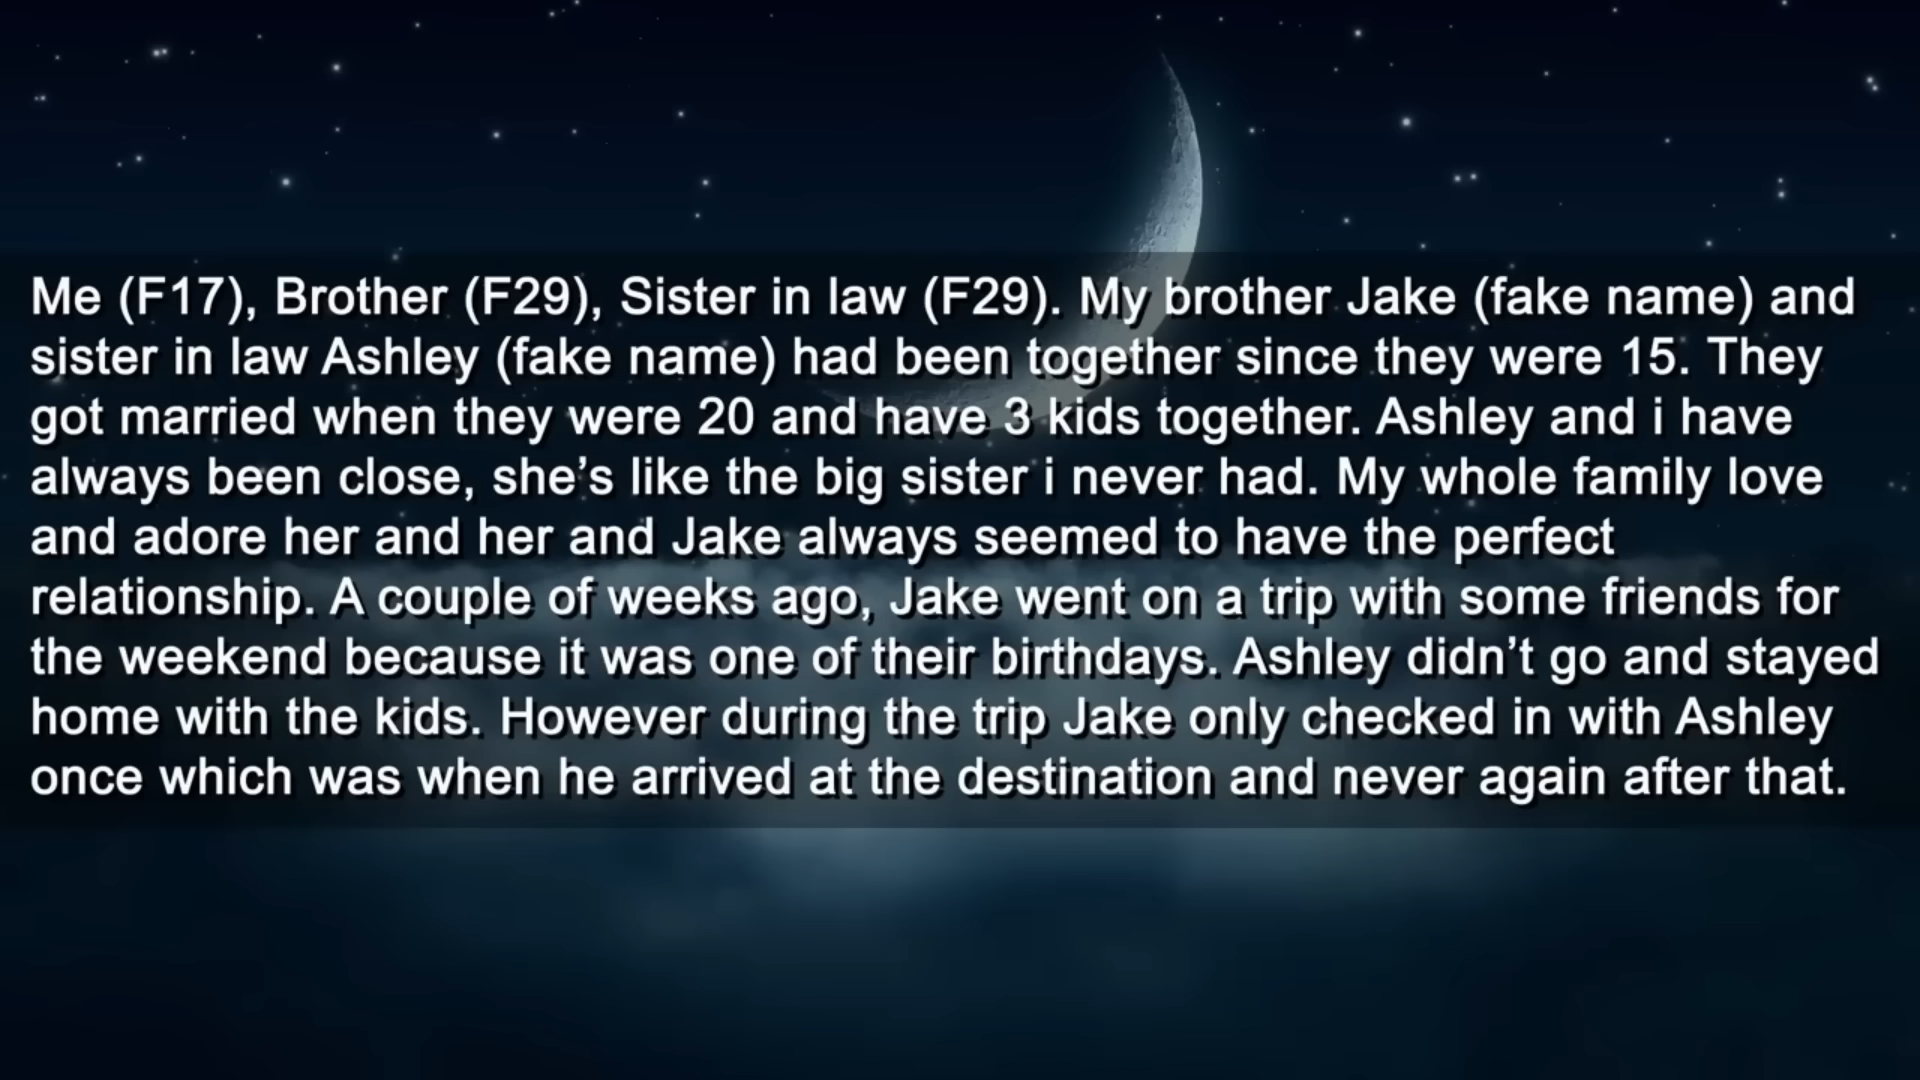 Me (F17), Brother (F29), Sister in law (F29). My brother Jake (fake name) and
sister in law Ashley (fake name) had been together since they were 15. They
got married when they were 20 and have 3 kids together. Ashley and i have
always been close, she’s like the big sister i never had. My whole family love
and adore her and her and Jake always seemed to have the perfect
relationship. A couple of weeks ago, Jake went on a trip with some friends for
the weekend because it was one of their birthdays. Ashley didn’t go and stayed
home with the kids. However during the trip Jake only checked in with Ashley
once which was when he arrived at the destination and never again after that.